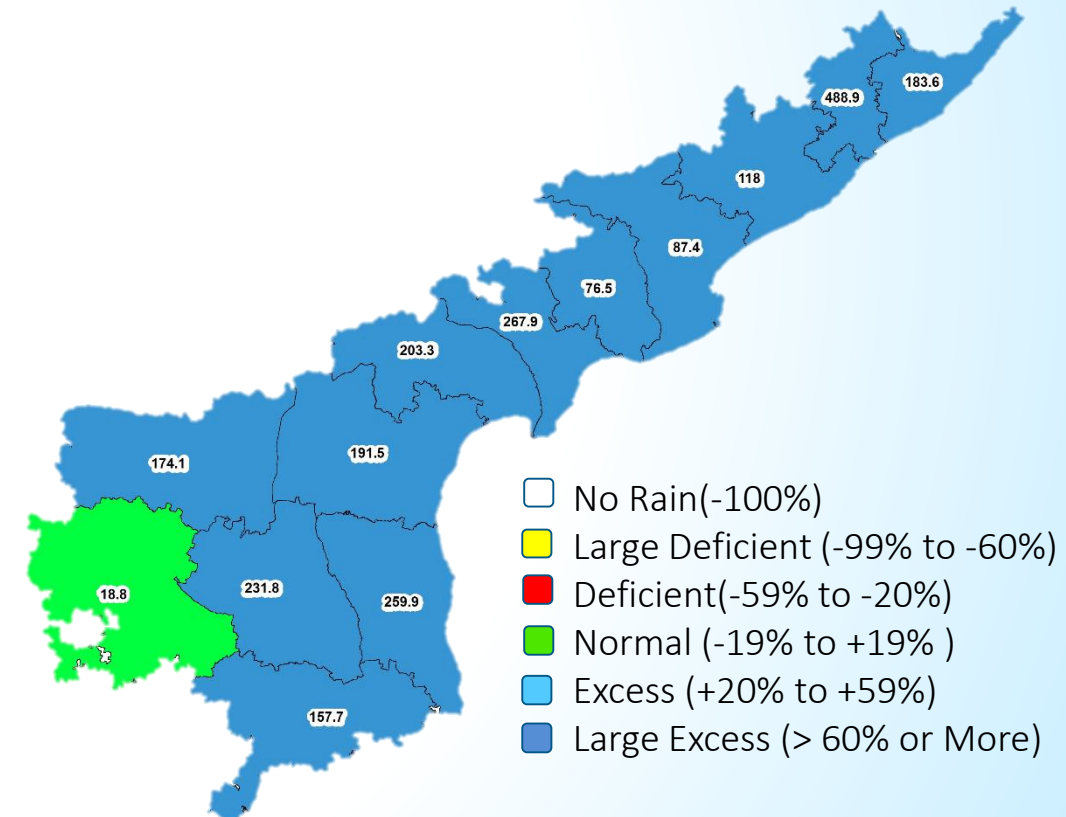 183.6
488.9
118
87.4
76.5
267.9
203.3
191.5
174.1
18.8
231.8
259.9
157.7
No Rain(-100%)
Large Deficient (-99% to -60%)
Deficient(-59% to -20%)
Normal (-19% to +19% )
Excess (+20% to +59%)
Large Excess (> 60% or More)